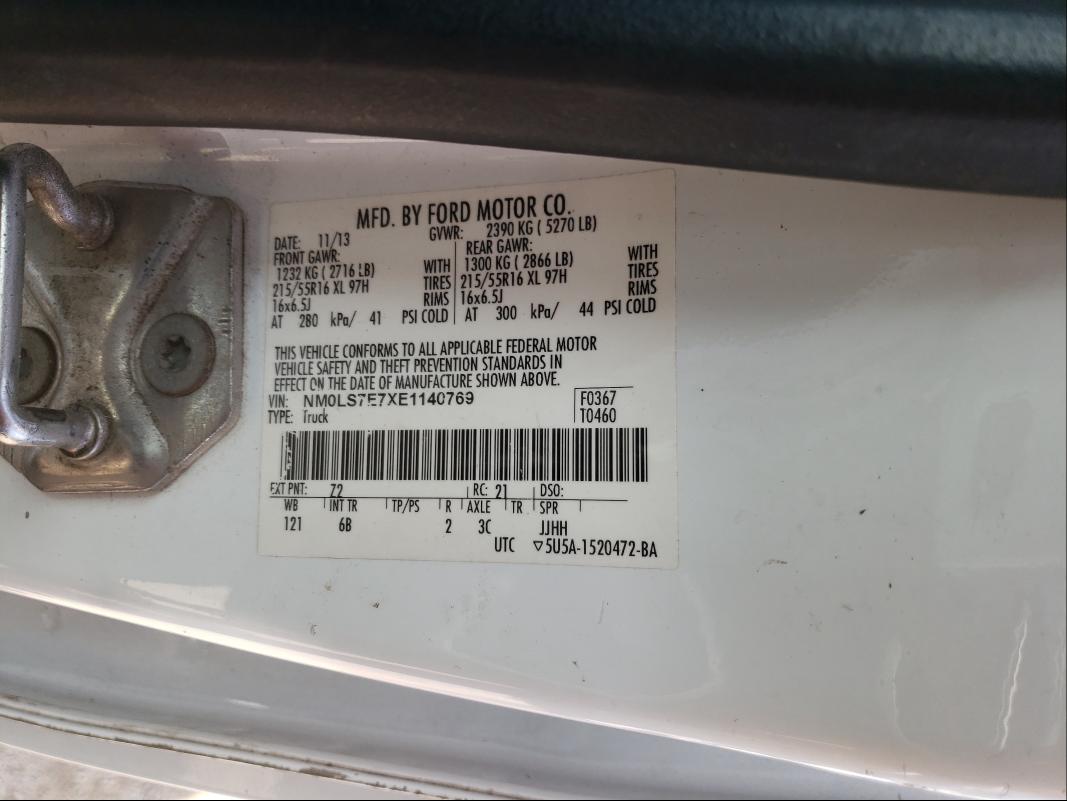 MFD. BY FORD MOTOR CO.
DATE: 11/13 GVWR: 2390 KG ( 5270 LB)
FRONT GAWR: REAR GAWR:
1232 KG ( 2716 LB) WITH 1300 KG ( 2866 LB) WITH
215/55R16 XL 97H TIRES 215/55R16 XL 97H TIRES
16x6.5J RIMS 16x6.5J RIMS
AT 280 kPa/ 41 PSI COLD AT 300 kPa/ 44 PSI COLD
THIS VEHICLE CONFORMS TO ALL APPLICABLE FEDERAL MOTOR
VEHICLE SAFETY AND THEFT PREVENTION STANDARDS IN
EFFECT ON THE DATE OF MANUFACTURE SHOWN ABOVE.
VIN: NM0LS7E7XE1140769 F0367
TYPE: Truck T0460
EXT PNT: Z2 RC: 21 DSO:
WB INT TR TP/PS R AXLE TR SPR
121 6B 2 3C JJHH
UTC ▽5U5A-1520472-BA